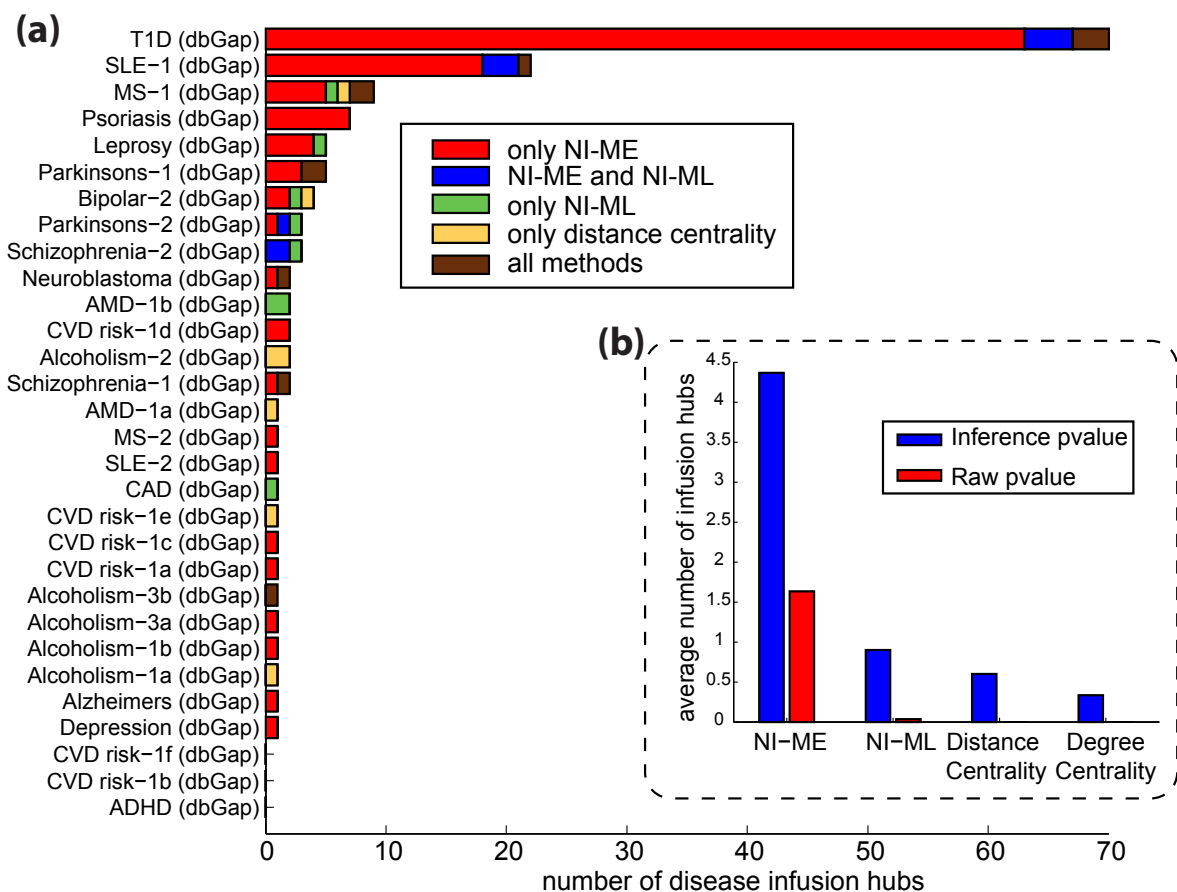 (a)
T1D (dbGap)
SLE−1 (dbGap)
MS−1 (dbGap)
Psoriasis (dbGap)
Leprosy (dbGap)
Parkinsons−1 (dbGap)
Bipolar−2 (dbGap)
Parkinsons−2 (dbGap)
Schizophrenia−2 (dbGap)
Neuroblastoma (dbGap)
AMD−1b (dbGap)
CVD risk−1d (dbGap)
Alcoholism−2 (dbGap)
Schizophrenia−1 (dbGap)
AMD−1a (dbGap)
MS−2 (dbGap)
SLE−2 (dbGap)
CAD (dbGap)
CVD risk−1e (dbGap)
CVD risk−1c (dbGap)
CVD risk−1a (dbGap)
Alcoholism−3b (dbGap)
Alcoholism−3a (dbGap)
Alcoholism−1b (dbGap)
Alcoholism−1a (dbGap)
Alzheimers (dbGap)
Depression (dbGap)
CVD risk−1f (dbGap)
CVD risk−1b (dbGap)
ADHD (dbGap)
0 10 20 30 40 50 60 70
number of disease infusion hubs
only NI-ME
NI-ME and NI-ML
only NI-ML
only distance centrality
all methods
(b)
average number of infusion hubs
4.5
4
3.5
3
2.5
2
1.5
1
0.5
0
Inference pvalue
Raw pvalue
NI−ME NI−ML Distance Degree
Centrality Centrality